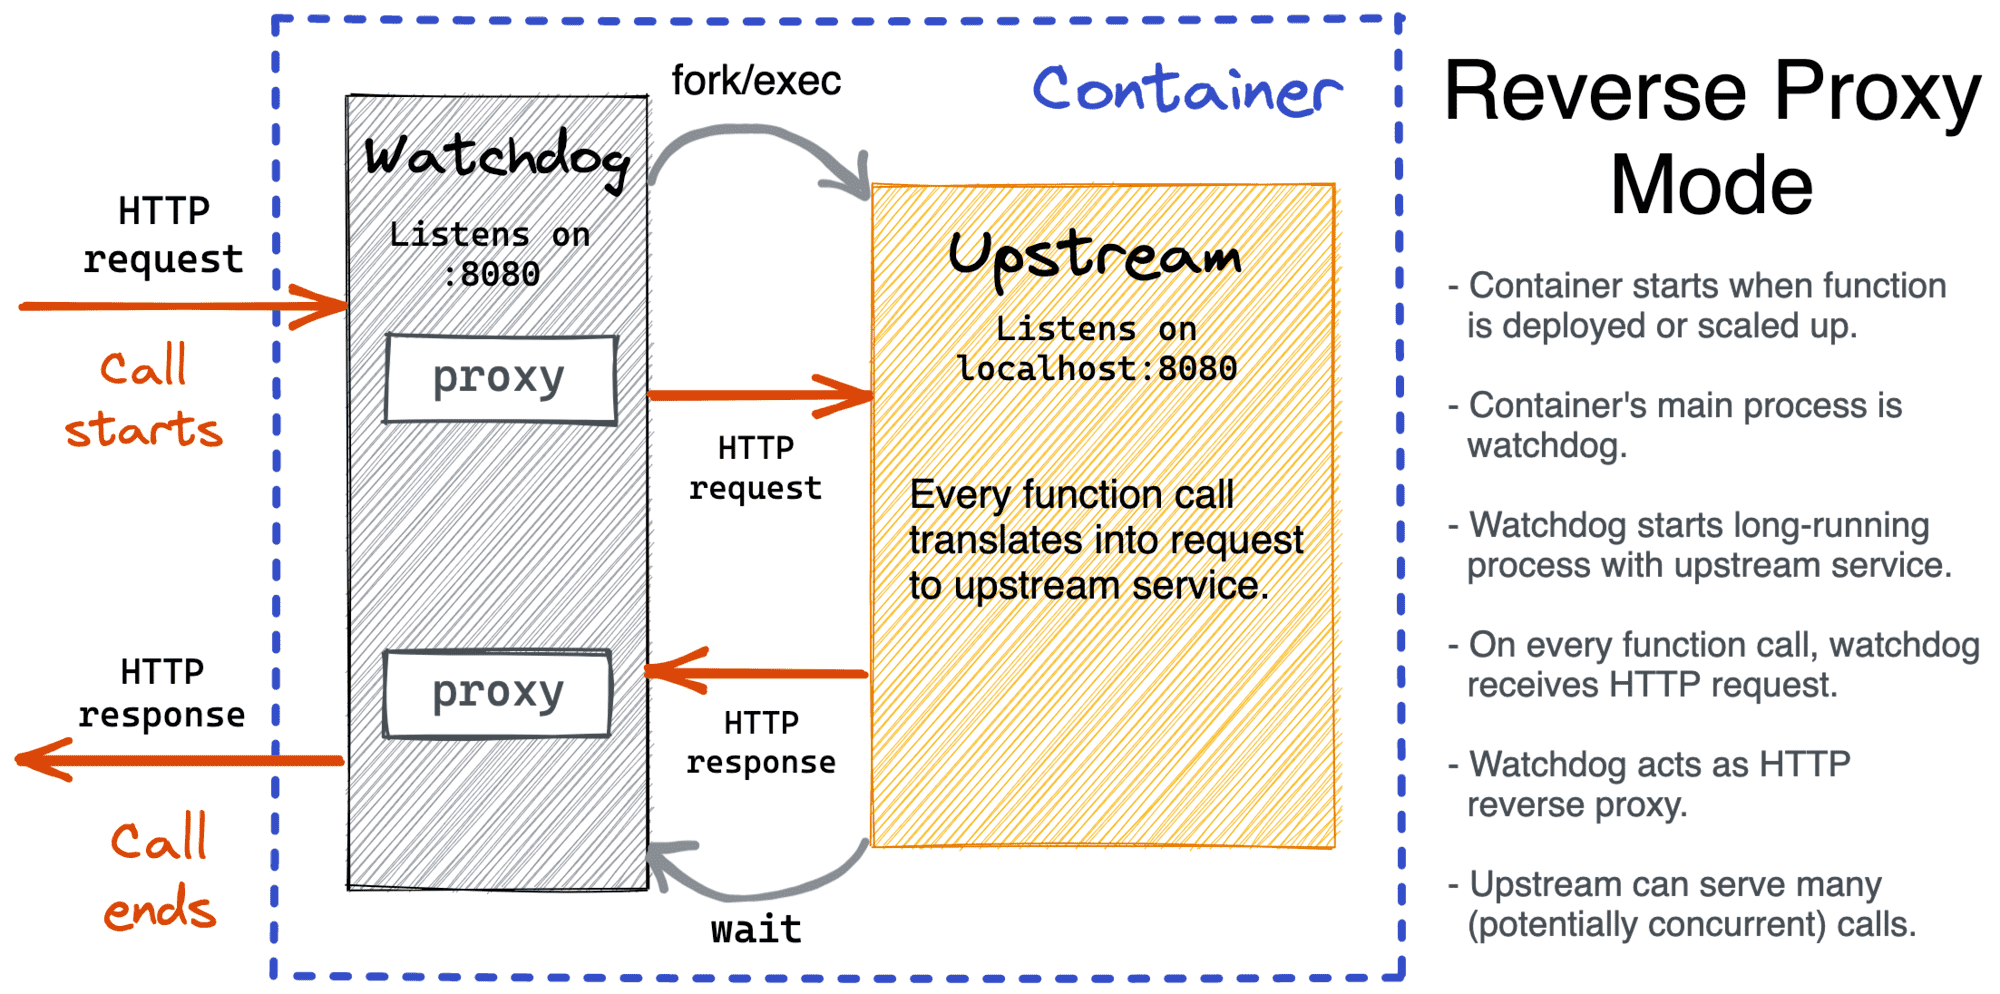 fork/exec
Container
Reverse Proxy
Mode
Watchdog
Listens on
:8080
HTTP
request
Call
starts
proxy
HTTP
request
Upstream
Listens on
localhost:8080
Every function call
translates into request
to upstream service.
HTTP
response
Call
ends
proxy
HTTP
response
wait
- Container starts when function
is deployed or scaled up.
- Container's main process is
watchdog.
- Watchdog starts long-running
process with upstream service.
- On every function call, watchdog
receives HTTP request.
- Watchdog acts as HTTP
reverse proxy.
- Upstream can serve many
(potentially concurrent) calls.